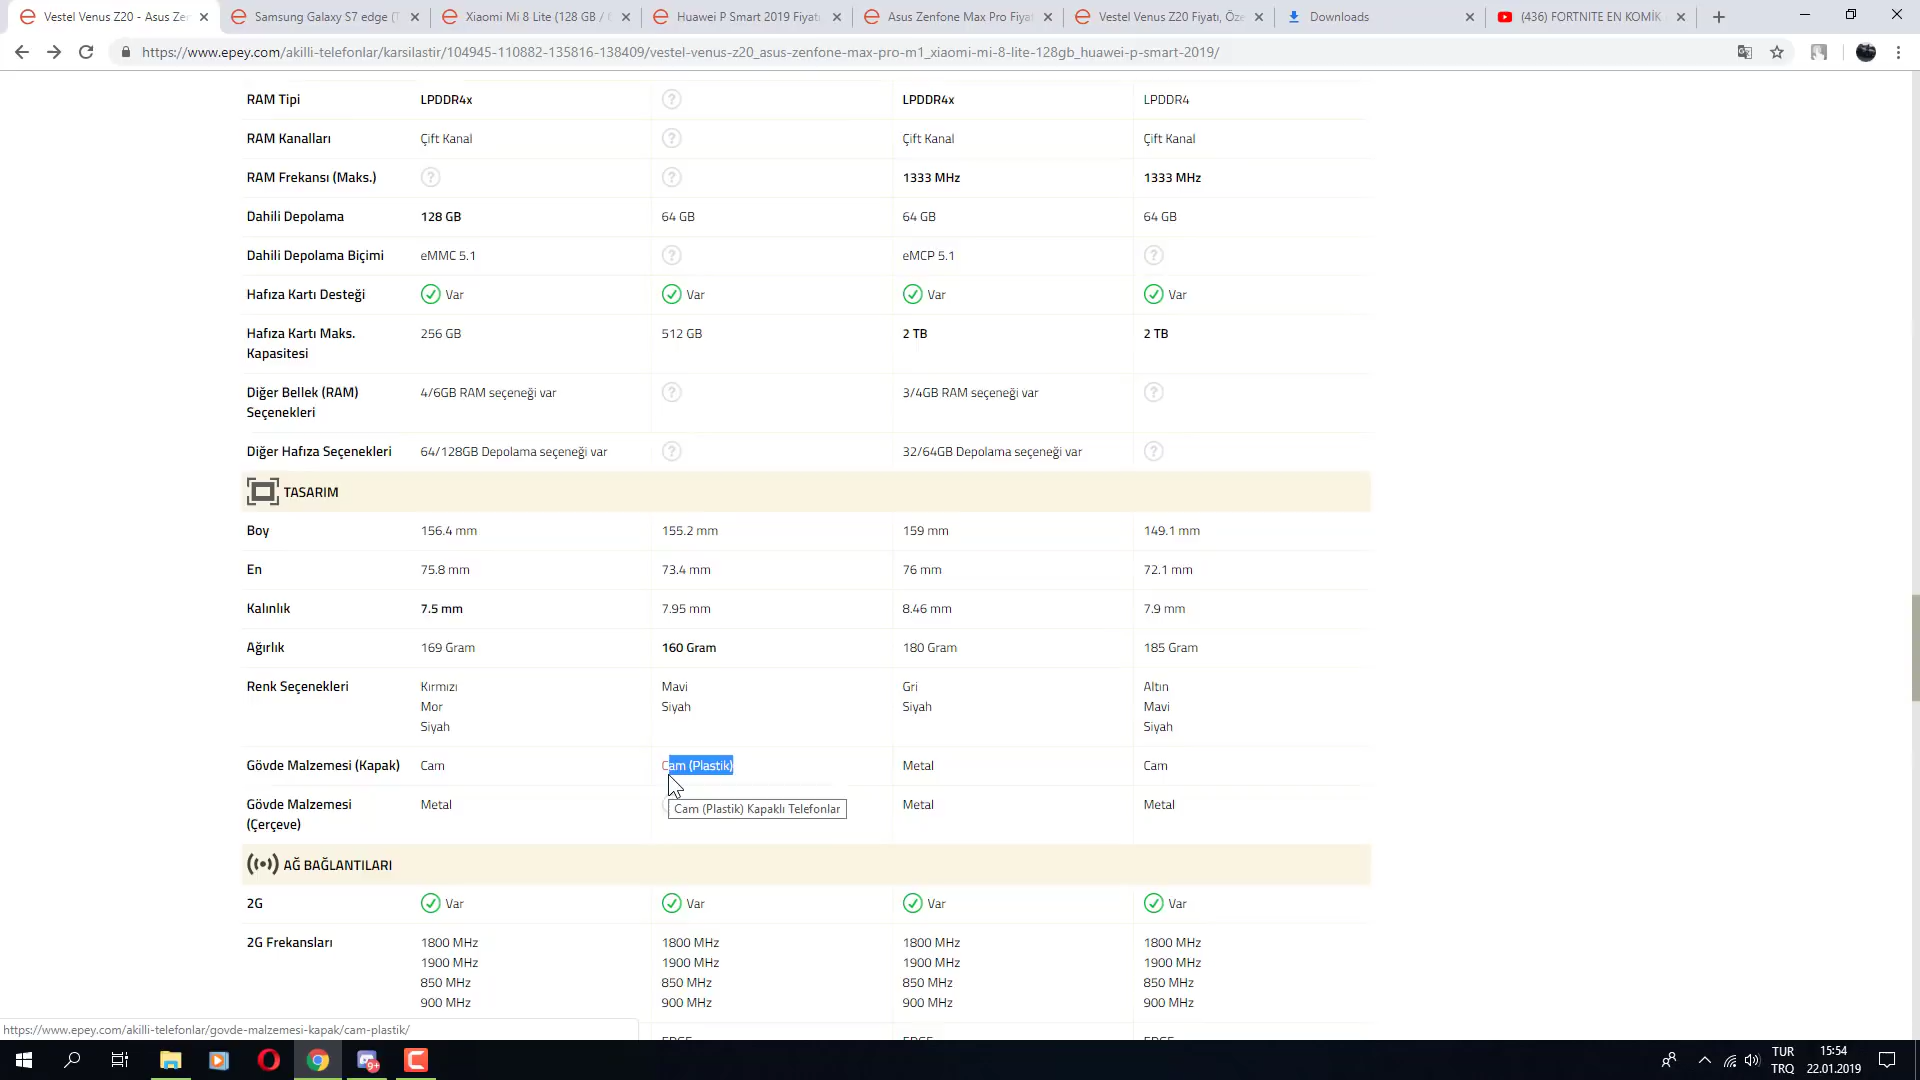 Vestel Venus Z20 - Asus Ze
Samsung Galaxy S7 edge (
Xiaomi Mi 8 Lite (128 GB /
Huawei P Smart 2019 Fiyatı
Asus Zenfone Max Pro Fiya
Vestel Venus Z20 Fiyatı, Öze
Downloads
(436) FORTNITE EN KOMİK
https://www.epey.com/akilli-telefonlar/karsilastir/104945-110882-135816-138409/vestel-venus-z20_asus-zenfone-max-pro-m1_xiaomi-mi-8-lite-128gb_huawei-p-smart-2019/
RAM Tipi LPDDR4x ? LPDDR4x LPDDR4
RAM Kanalları Çift Kanal ? Çift Kanal Çift Kanal
RAM Frekansı (Maks.) ? ? 1333 MHz 1333 MHz
Dahili Depolama 128 GB 64 GB 64 GB 64 GB
Dahili Depolama Biçimi eMMC 5.1 ? eMCP 5.1 ?
Hafıza Kartı Desteği Var Var Var Var
Hafıza Kartı Maks. 256 GB 512 GB 2 TB 2 TB
Kapasitesi
Diğer Bellek (RAM) 4/6GB RAM seçeneği var ? 3/4GB RAM seçeneği var ?
Seçenekleri
Diğer Hafıza Seçenekleri 64/128GB Depolama seçeneği var ? 32/64GB Depolama seçeneği var ?
TASARIM
Boy 156.4 mm 155.2 mm 159 mm 149.1 mm
En 75.8 mm 73.4 mm 76 mm 72.1 mm
Kalınlık 7.5 mm 7.95 mm 8.46 mm 7.9 mm
Ağırlık 169 Gram 160 Gram 180 Gram 185 Gram
Renk Seçenekleri Kırmızı Mavi Gri Altın
Mor Siyah Siyah Mavi
Siyah Siyah
Gövde Malzemesi (Kapak) Cam Cam (Plastik) Metal Cam
Gövde Malzemesi Metal Metal Metal
Cam (Plastik) Kapaklı Telefonlar
(Çerçeve)
AĞ BAĞLANTILARI
2G Var Var Var Var
2G Frekansları 1800 MHz 1800 MHz 1800 MHz 1800 MHz
1900 MHz 1900 MHz 1900 MHz 1900 MHz
850 MHz 850 MHz 850 MHz 850 MHz
900 MHz 900 MHz 900 MHz 900 MHz
https://www.epey.com/akilli-telefonlar/govde-malzemesi-kapak/cam-plastik/
9+
TUR 15:54
TRQ 22.01.2019